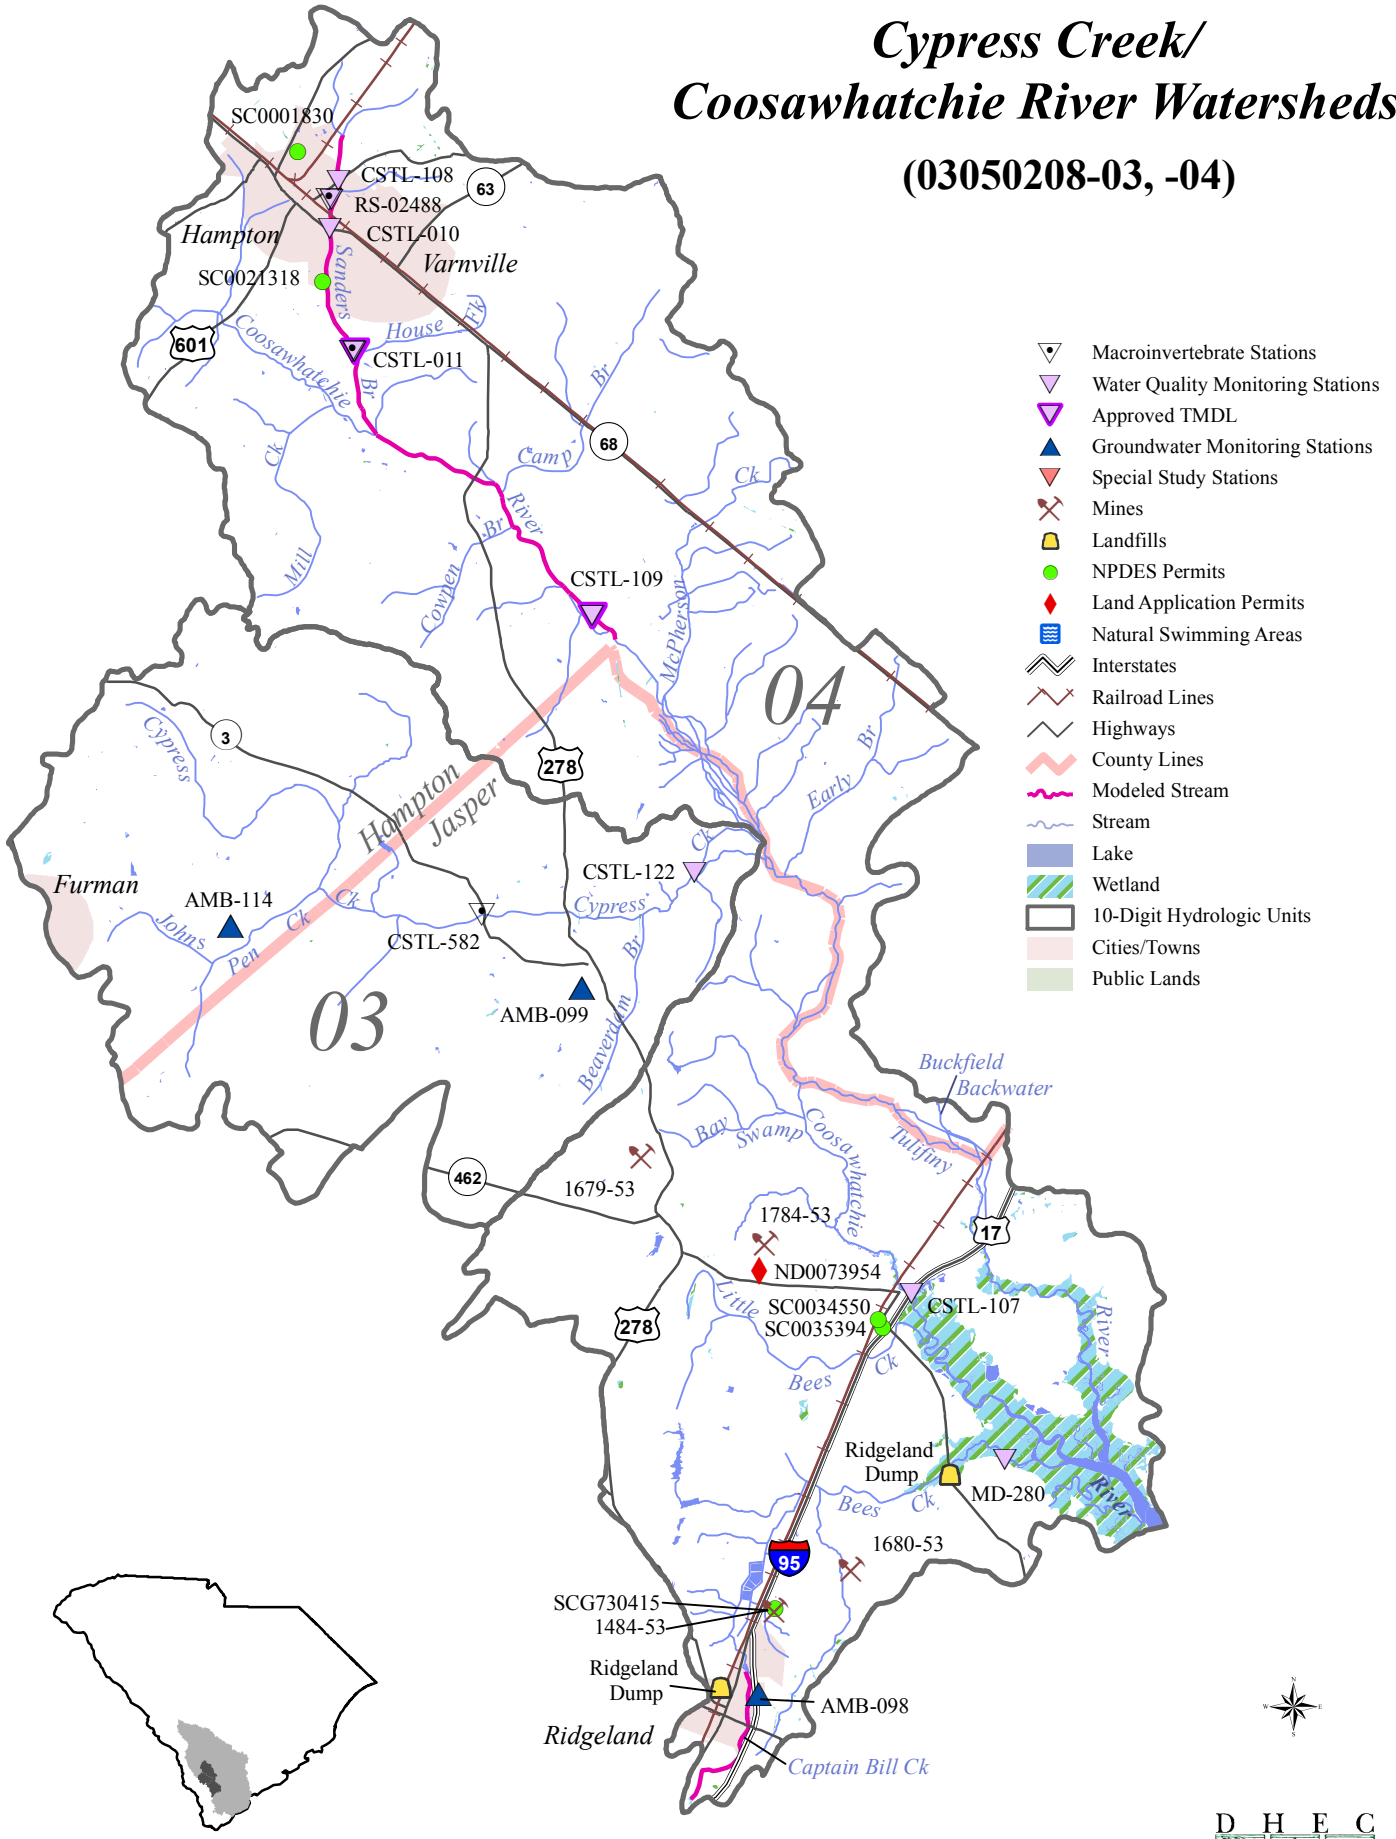 Cypress Creek/
Coosawhatchie River Watersheds
(03050208-03, -04)
SC0001830
CSTL-108
63
RS-02488
Hampton
CSTL-010
Varnville
SC0021318
Sanders
House
Fk
601
Coosawhatchie
CSTL-011
Br
Br
68
Ck
Camp
Ck
River
Br
Mill
Cowpen
CSTL-109
McPherson
04
3
Cypress
278
Br
Early
Hampton
Jasper
Ck
CSTL-122
Furman
AMB-114
Ck
Cypress
Johns
Ck
CSTL-582
Br
Pen
03
AMB-099
Beaverdam
Buckfield
Backwater
Bay
Swamp
Coosawhatchie
Tulifiny
462
1679-53
1784-53
17
ND0073954
Little
SC0034550
CSTL-107
SC0035394
278
River
Bees
Ck
Ridgeland
Dump
MD-280
River
Bees
Ck
1680-53
95
SCG730415
1484-53
Ridgeland
Dump
AMB-098
Ridgeland
Captain Bill Ck
Macroinvertebrate Stations
Water Quality Monitoring Stations
Approved TMDL
Groundwater Monitoring Stations
Special Study Stations
Mines
Landfills
NPDES Permits
Land Application Permits
Natural Swimming Areas
Interstates
Railroad Lines
Highways
County Lines
Modeled Stream
Stream
Lake
Wetland
10-Digit Hydrologic Units
Cities/Towns
Public Lands
N
W
E
S
D H E C